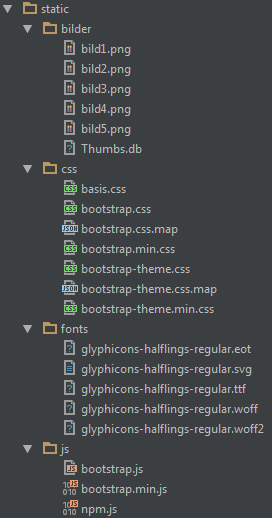 static
bilder
bild1.png
bild2.png
bild3.png
bild4.png
bild5.png
Thumbs.db
css
basis.css
bootstrap.css
bootstrap.css.map
bootstrap.min.css
bootstrap-theme.css
bootstrap-theme.css.map
bootstrap-theme.min.css
fonts
glyphicons-halflings-regular.eot
glyphicons-halflings-regular.svg
glyphicons-halflings-regular.ttf
glyphicons-halflings-regular.woff
glyphicons-halflings-regular.woff2
js
bootstrap.js
bootstrap.min.js
npm.js